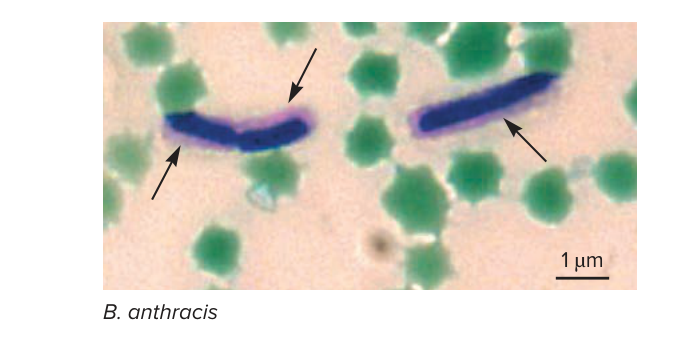 1 μm
B. anthracis